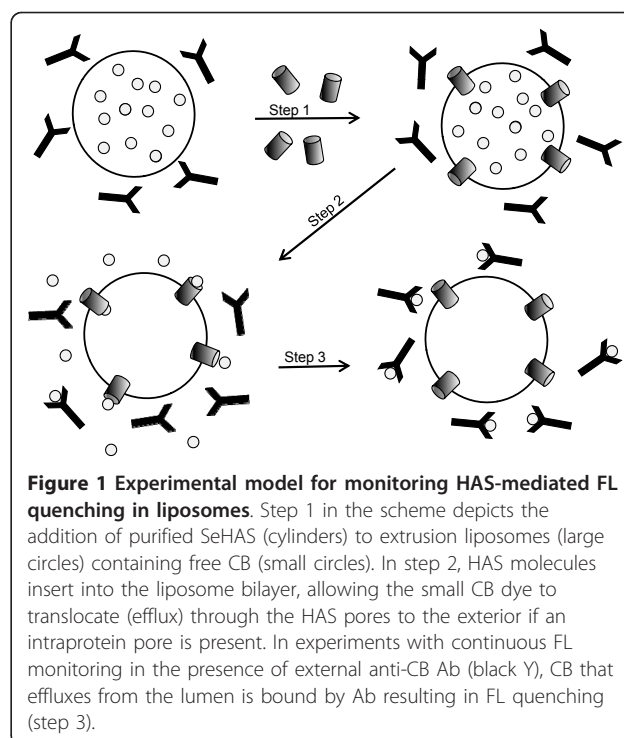 Step 1
Step 2
Step 3
Figure 1 Experimental model for monitoring HAS-mediated FL
quenching in liposomes. Step 1 in the scheme depicts the
addition of purified SeHAS (cylinders) to extrusion liposomes (large
circles) containing free CB (small circles). In step 2, HAS molecules
insert into the liposome bilayer, allowing the small CB dye to
translocate (efflux) through the HAS pores to the exterior if an
intraprotein pore is present. In experiments with continuous FL
monitoring in the presence of external anti-CB Ab (black Y), CB that
effluxes from the lumen is bound by Ab resulting in FL quenching
(step 3).